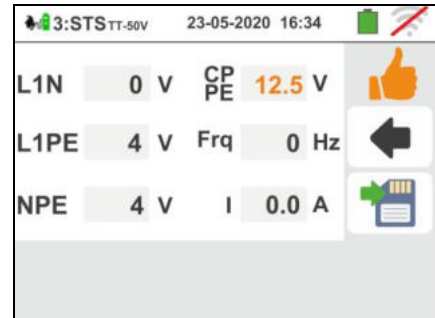 3:STS TT-50V 23-05-2020 16:34
L1N 0 V CP PE 12.5 V
L1PE 4 V Frq 0 Hz
NPE 4 V I 0.0 A